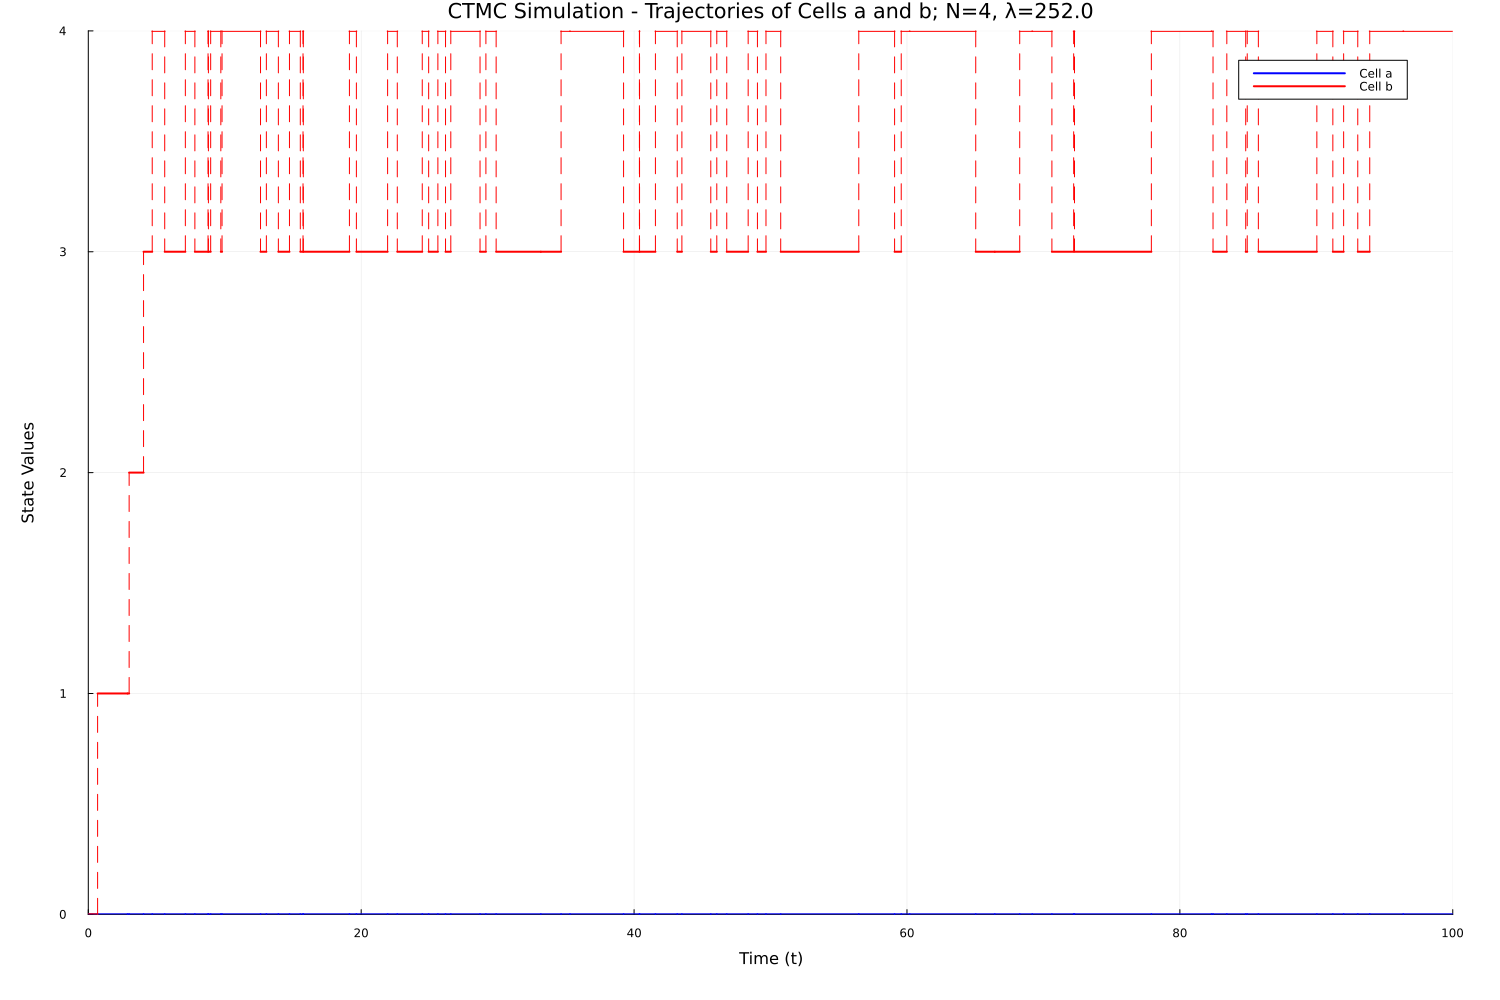 CTMC Simulation - Trajectories of Cells a and b; N=4, λ=252.0
4
Cell a
Cell b
3
State Values
2
1
0
0 20 40 60 80 100
Time (t)